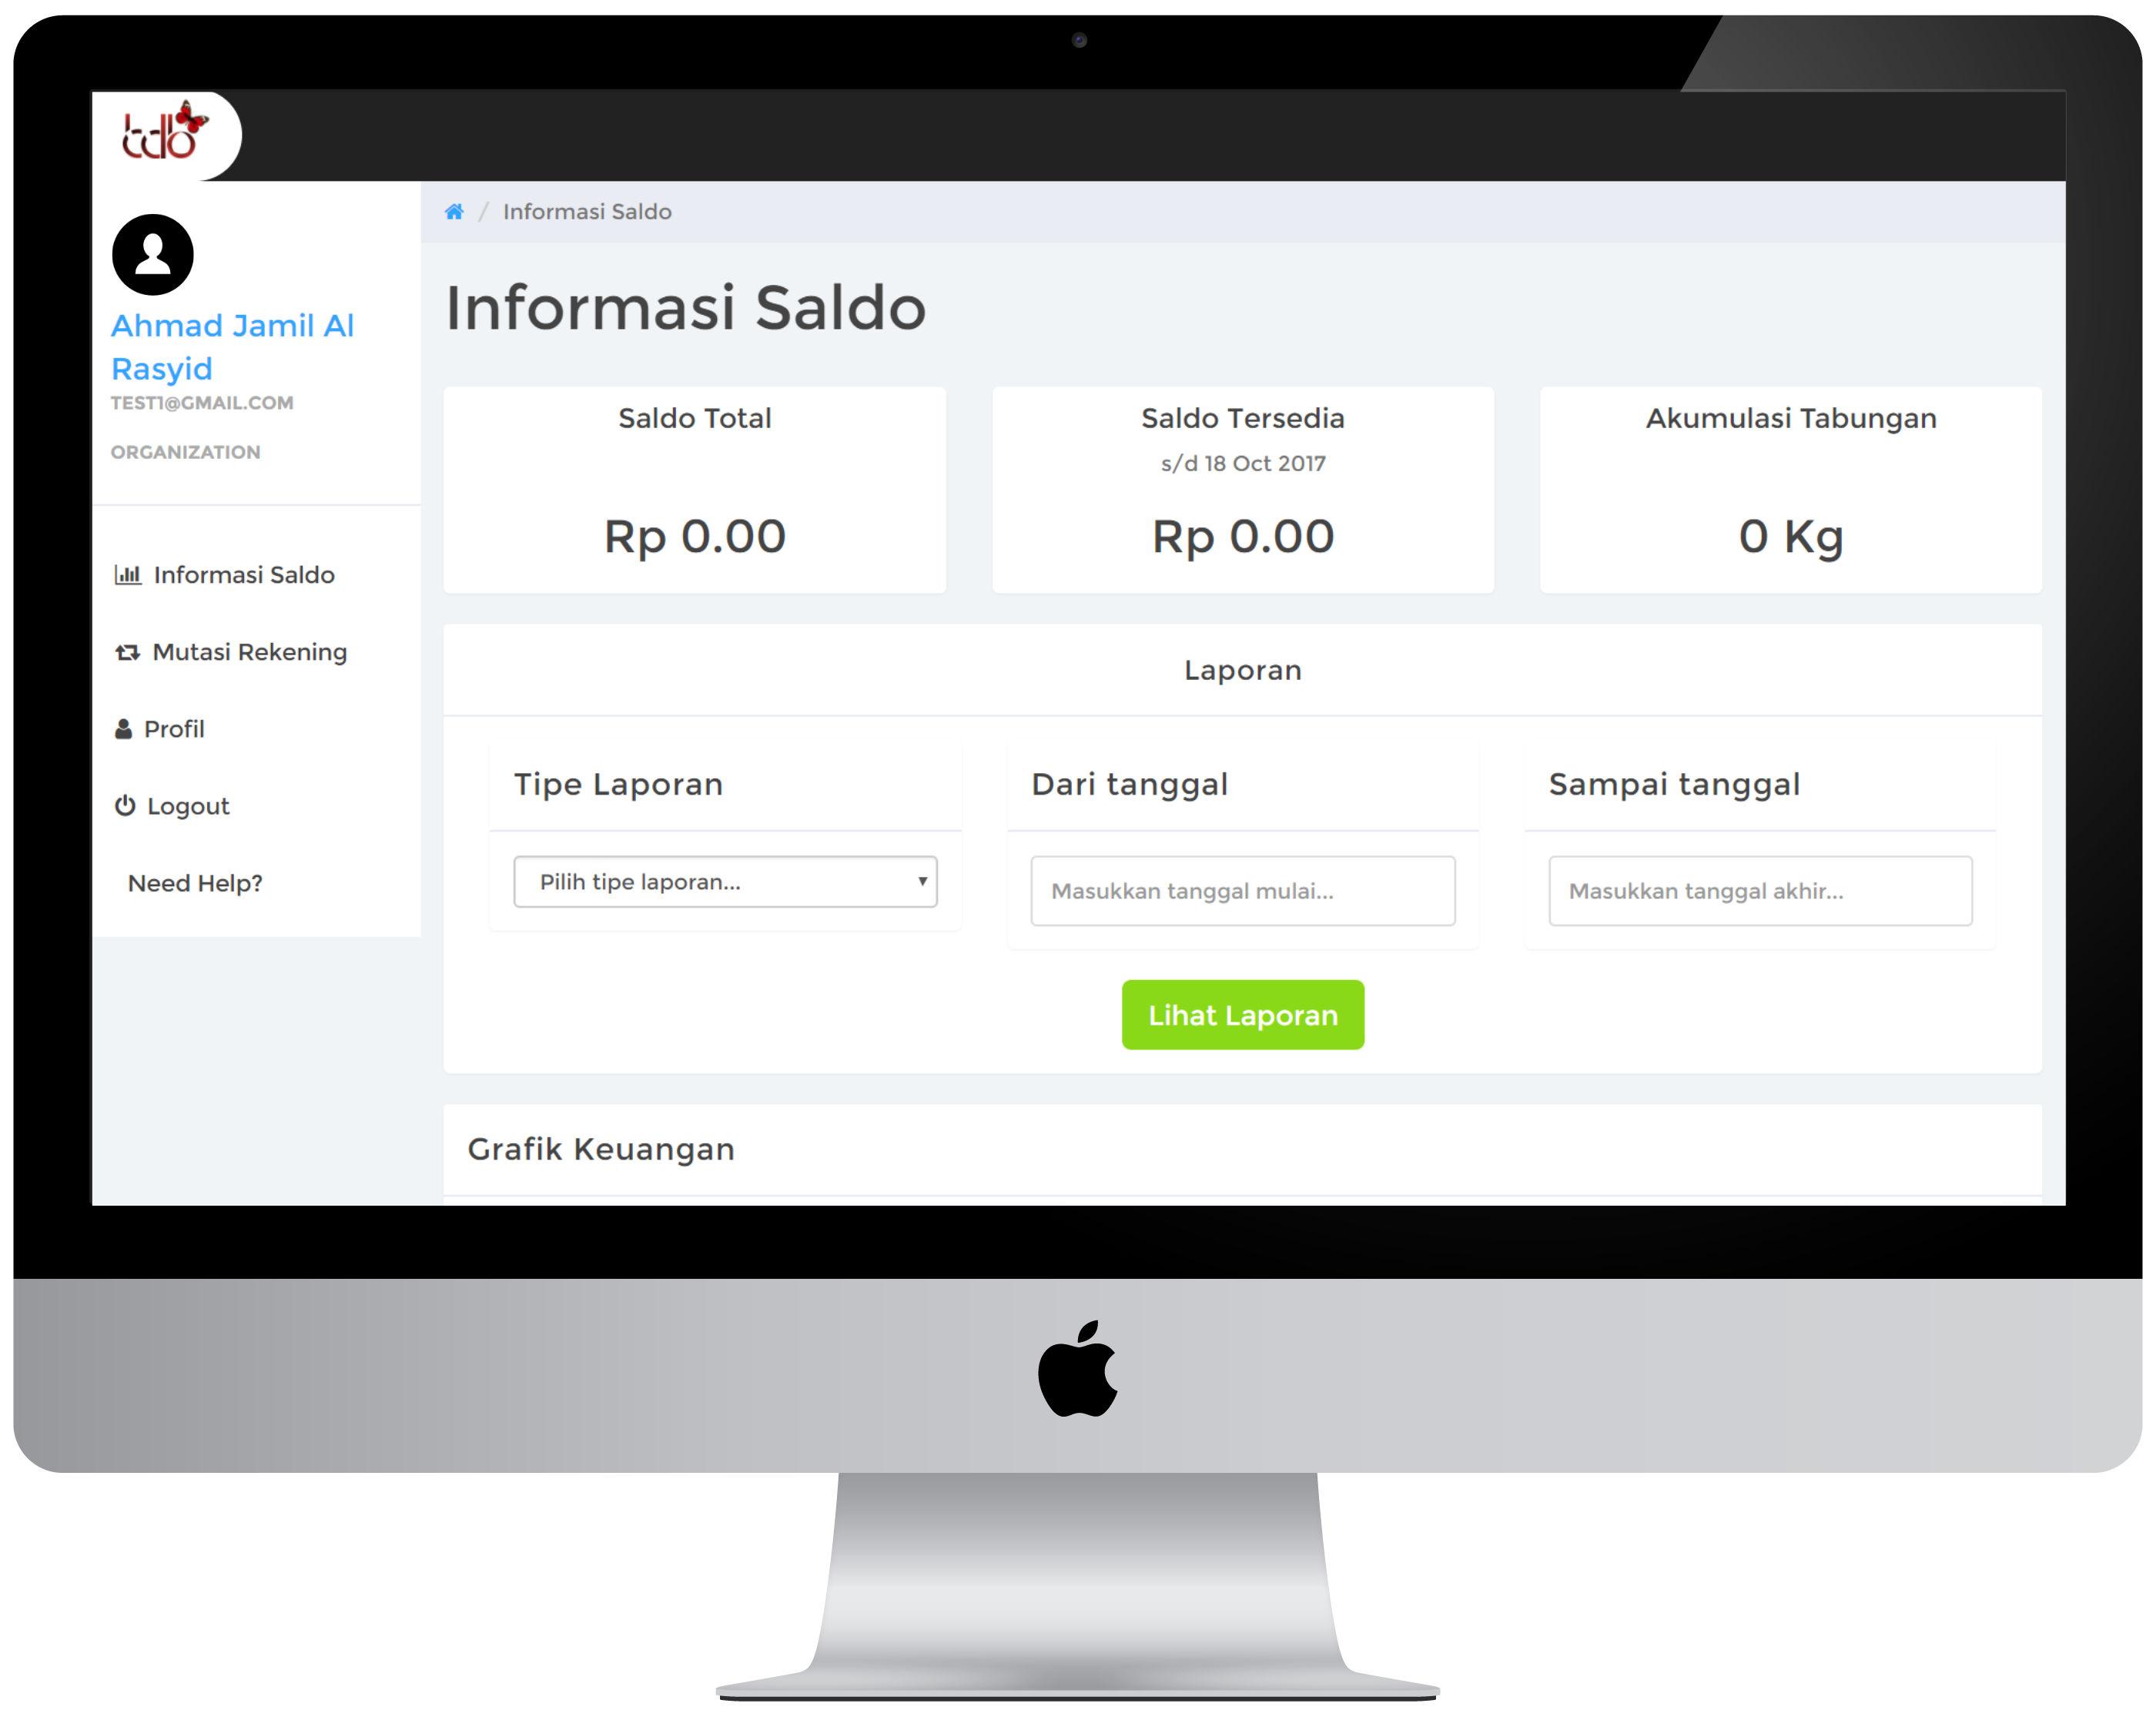 tdb
Informasi Saldo
Ahmad Jamil Al
Rasyid
TEST1@GMAIL.COM
ORGANIZATION
Informasi Saldo
Mutasi Rekening
Profil
Logout
Need Help?
Informasi Saldo
Saldo Total
Rp 0.00
Saldo Tersedia
s/d 18 Oct 2017
Rp 0.00
Akumulasi Tabungan
0 Kg
Laporan
Tipe Laporan
Pilih tipe laporan...
Dari tanggal
Masukkan tanggal mulai...
Sampai tanggal
Masukkan tanggal akhir...
Lihat Laporan
Grafik Keuangan